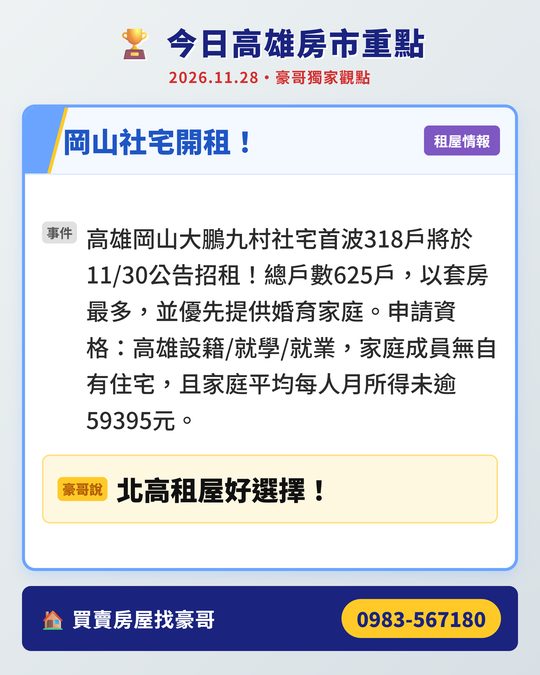 今日高雄房市重點
2026.11.28・豪哥獨家觀點
岡山社宅開租！
租屋情報
事件
高雄岡山大鵬九村社宅首波318戶將於
11/30公告招租！總戶數625戶，以套房
最多，並優先提供婚育家庭。申請資
格：高雄設籍/就學/就業，家庭成員無自
有住宅，且家庭平均每人月所得未逾
59395元。
豪哥說
北高租屋好選擇！
買賣房屋找豪哥
0983-567180